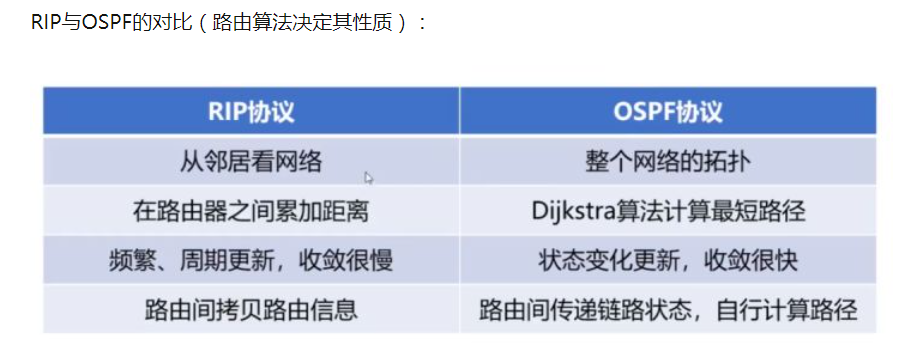 RIP与OSPF的对比（路由算法决定其性质）：
RIP协议 OSPF协议
从邻居看网络 整个网络的拓扑
在路由器之间累加距离 Dijkstra算法计算最短路径
频繁、周期更新，收敛很慢 状态变化更新，收敛很快
路由间拷贝路由信息 路由间传递链路状态，自行计算路径